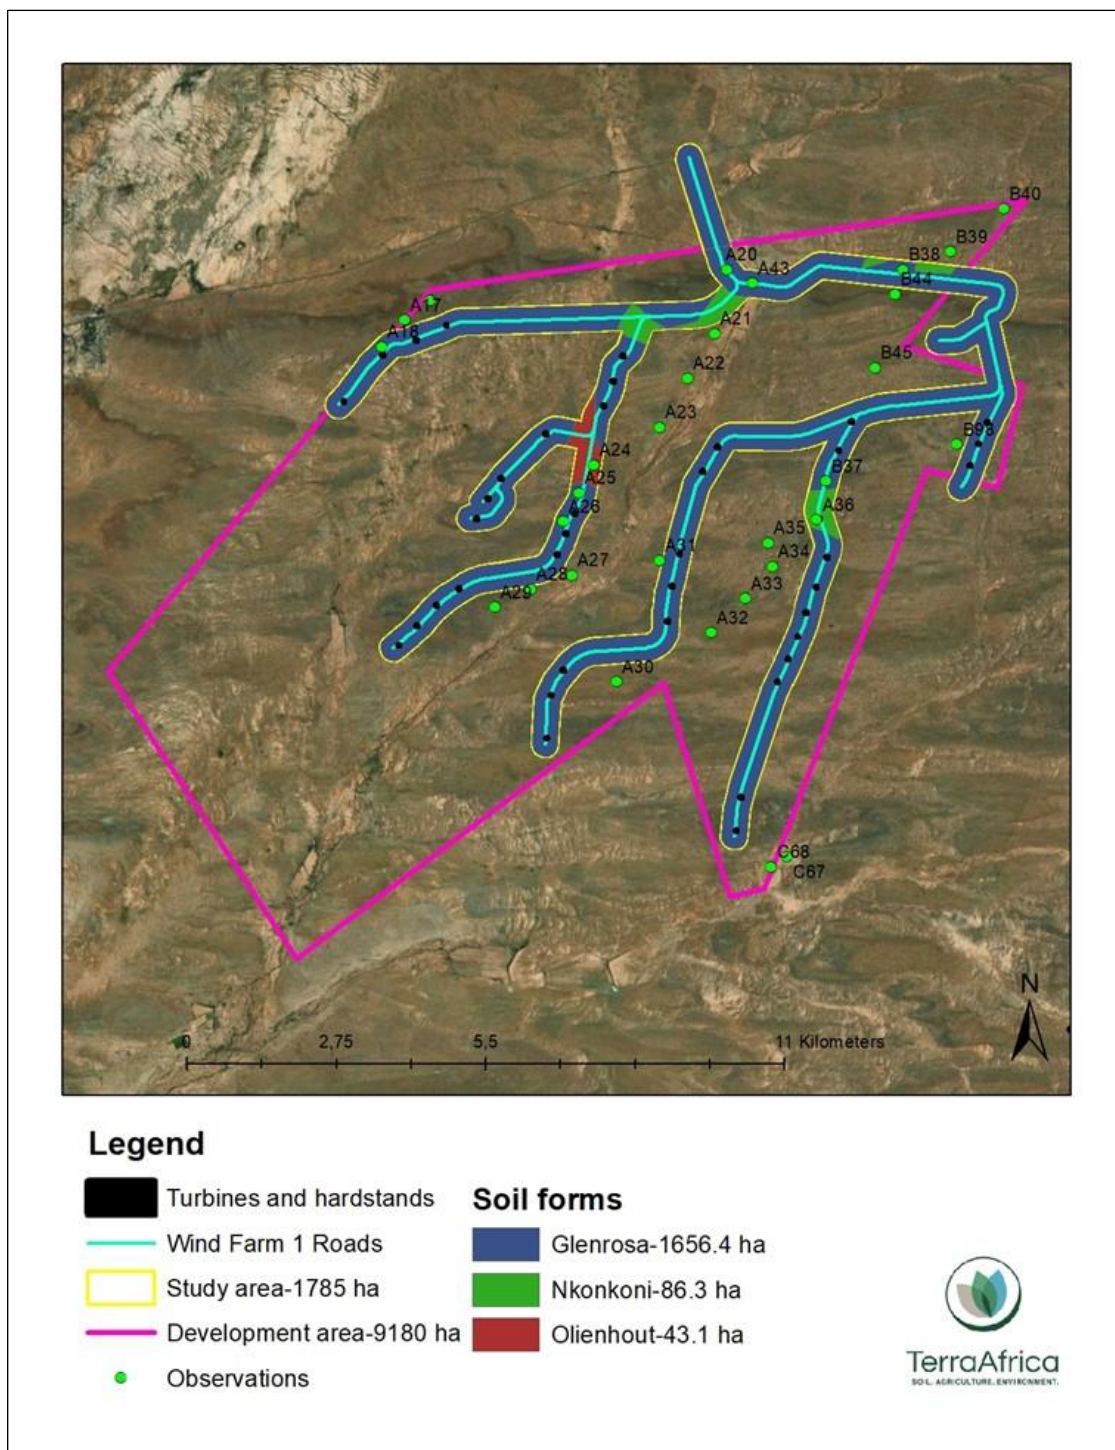 B40
B39
A20
B38
A43
B44
A17
A21
A18
B45
A22
A23
B98
A24
B37
A25
A26
A36
A35
A31
A34
A27
A28
A33
A29
A32
A30
C68
C67
N
0 2,75 5,5 11 Kilometers
Legend
Turbines and hardstands
Wind Farm 1 Roads
Study area-1785 ha
Development area-9180 ha
Observations
Soil forms
Glenrosa-1656.4 ha
Nkonkoni-86.3 ha
Olienhout-43.1 ha
TerraAfrica
SOIL. AGRICULTURE. ENVIRONMENT.